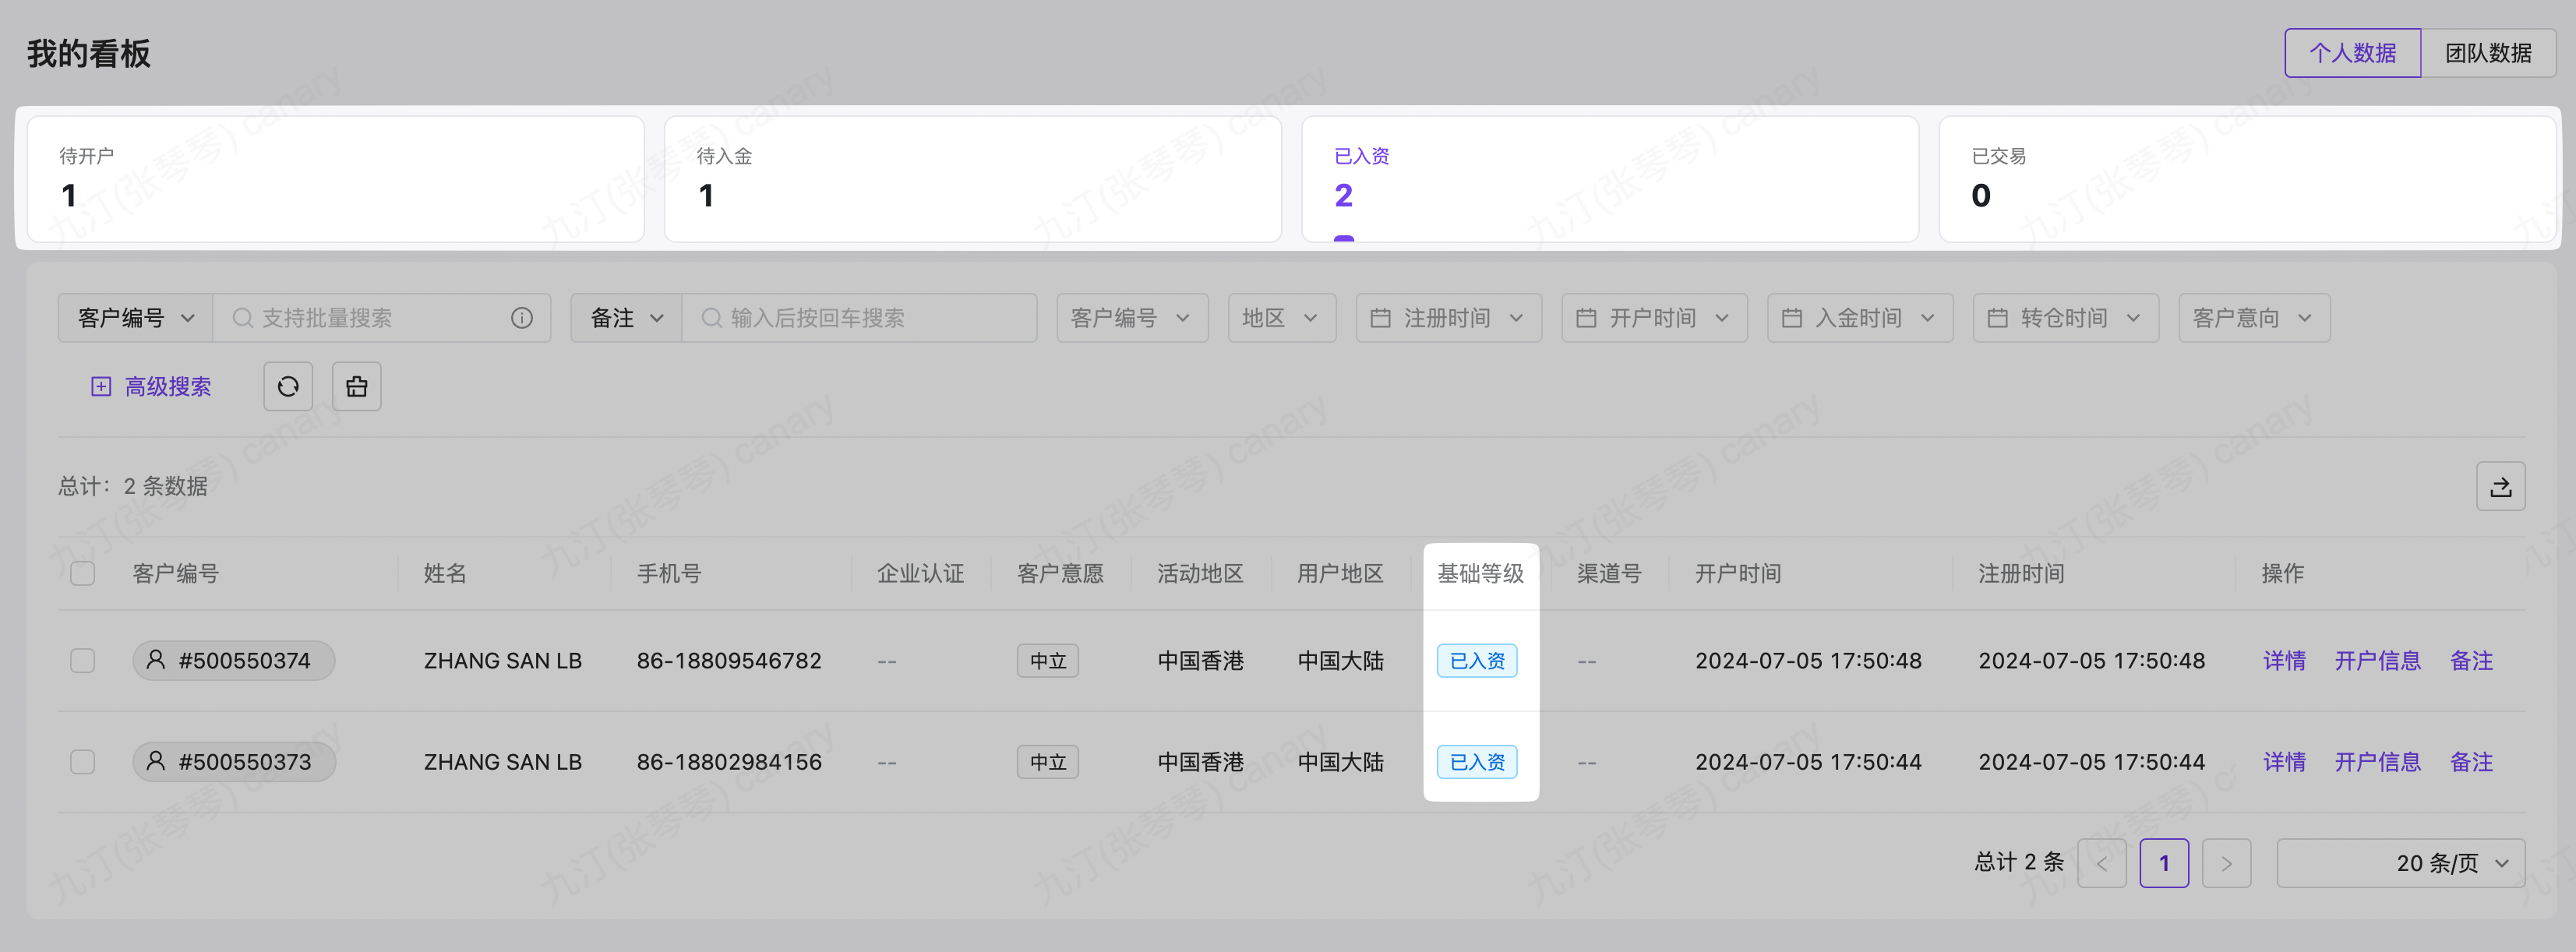 我的看板
个人数据 团队数据
待开户 待入金 已入资 已交易
1 1 2 0
客户编号 支持批量搜索 备注 输入后按回车搜索 客户编号 地区 注册时间 开户时间 入金时间 转仓时间 客户意向
高级搜索
总计：2 条数据
客户编号 姓名 手机号 企业认证 客户意愿 活动地区 用户地区 基础等级 渠道号 开户时间 注册时间 操作
#500550374 ZHANG SAN LB 86-18809546782 -- 中立 中国香港 中国大陆 已入资 -- 2024-07-05 17:50:48 2024-07-05 17:50:48 详情 开户信息 备注
#500550373 ZHANG SAN LB 86-18802984156 -- 中立 中国香港 中国大陆 已入资 -- 2024-07-05 17:50:44 2024-07-05 17:50:44 详情 开户信息 备注
总计 2 条 < 1 > 20 条/页
九汀(张琴琴) canary